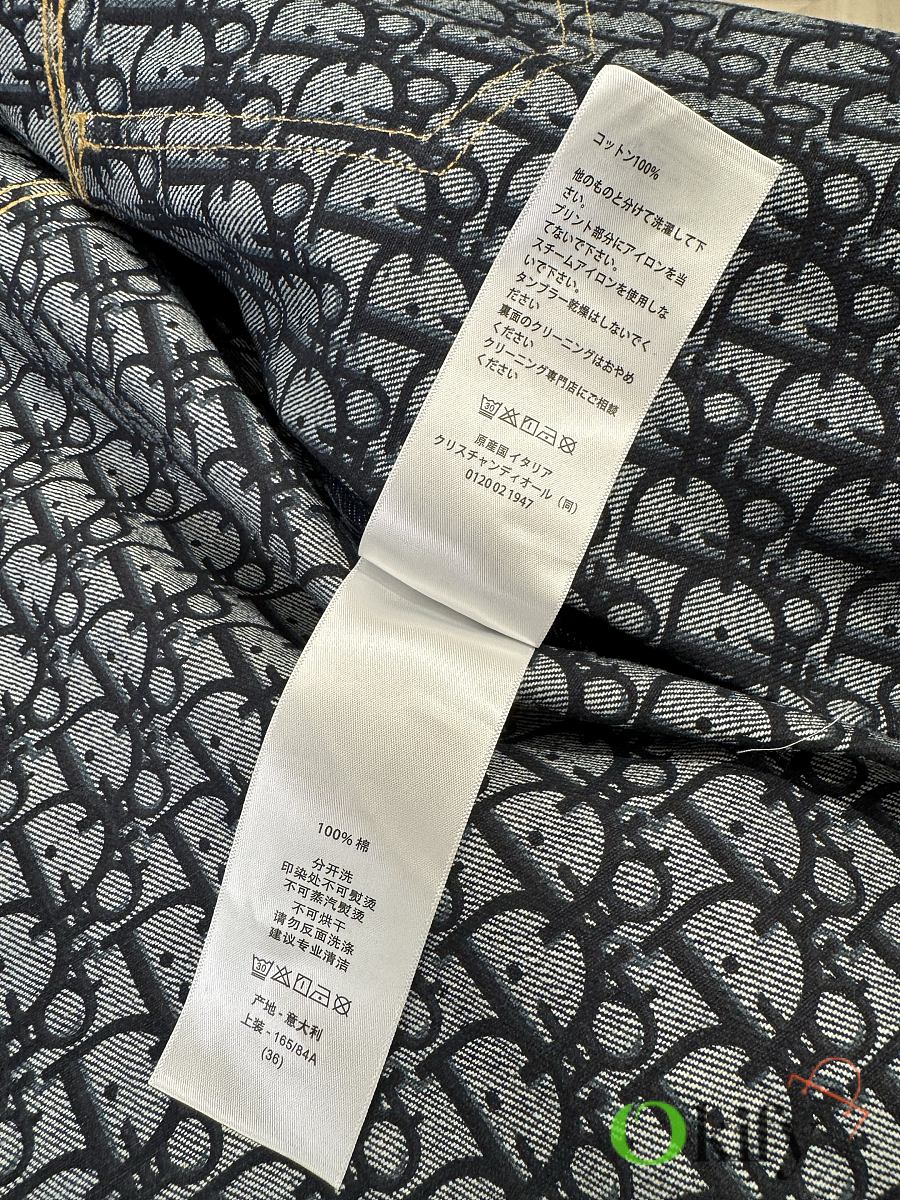 コットン100%
他のものと分けて洗濯して下
さい。
プリント部分にアイロンを当
てないで下さい。
スチームアイロンを使用しな
いで下さい。
タンブラー乾燥はしないでく
ださい
裏面のクリーニングはおやめ
ください
クリーニング専門店にご相談
ください
30
原産国 イタリア
クリスチャンディオール（同）
0120 02 1947
100% 棉
分开洗
印染处不可熨烫
不可蒸汽熨烫
不可烘干
请勿反面洗涤
建议专业清洁
30
产地 - 意大利
上装 - 165/84A
(36)
Okify